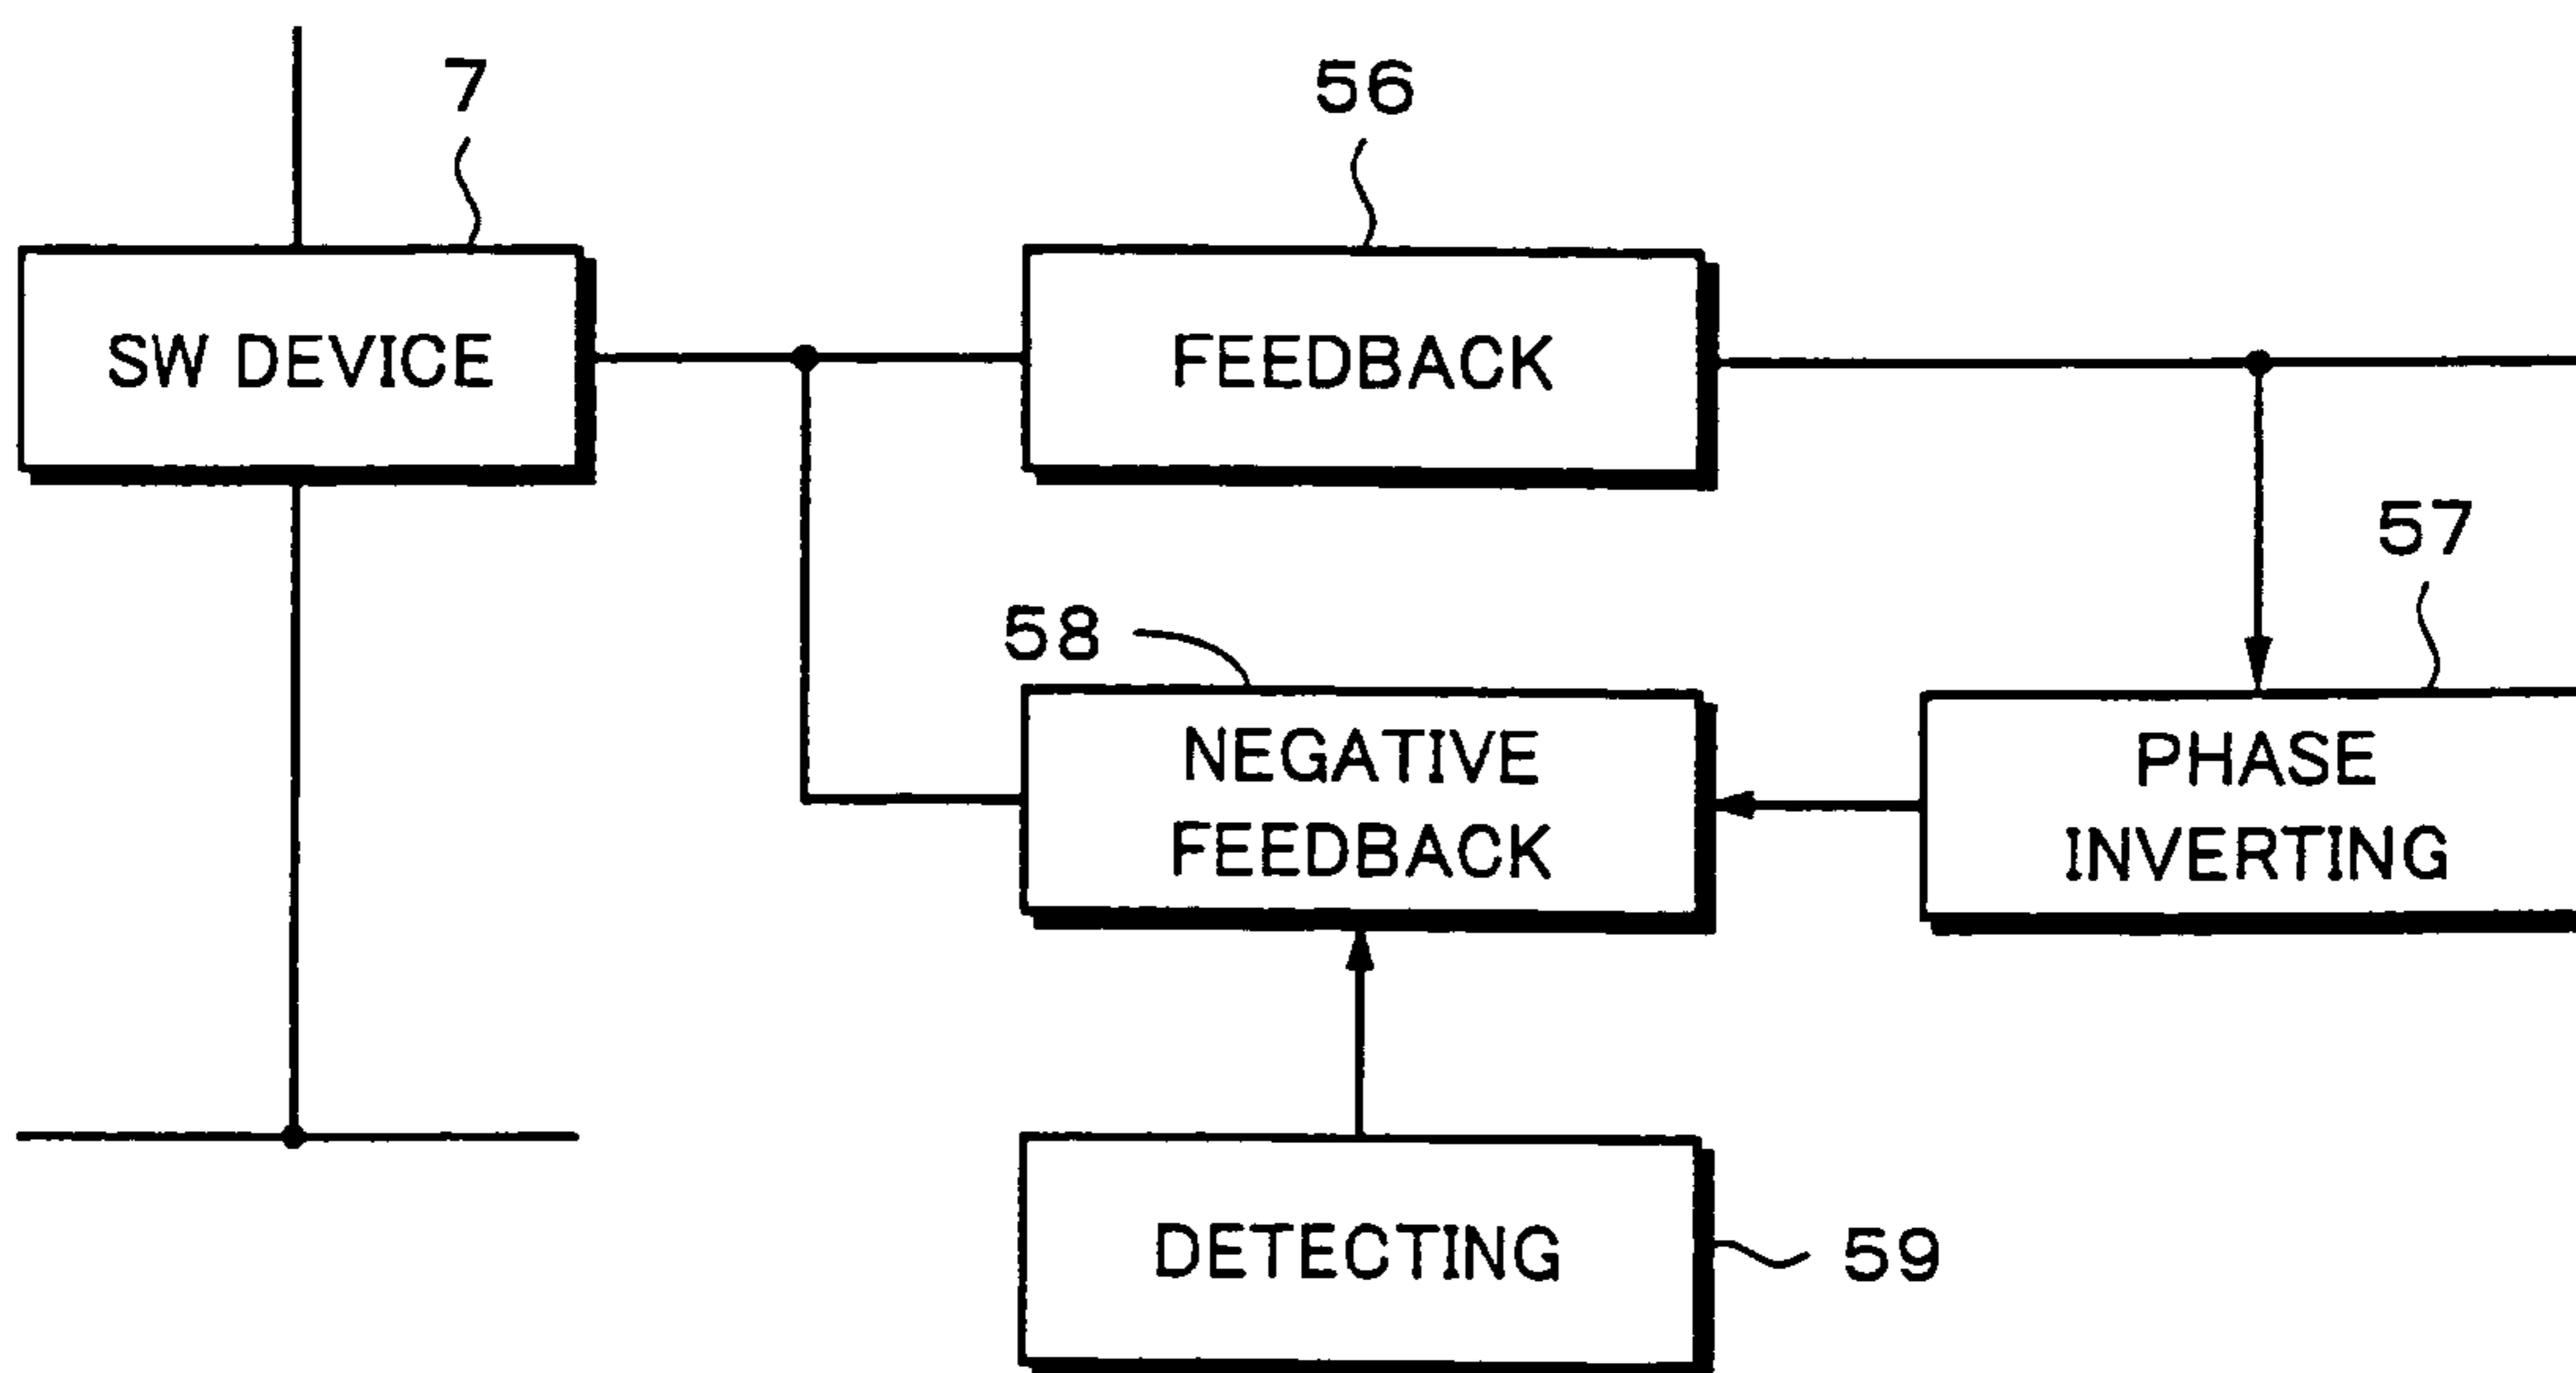 7
56
SW DEVICE
FEEDBACK
57
58
NEGATIVE
FEEDBACK
PHASE
INVERTING
DETECTING
59